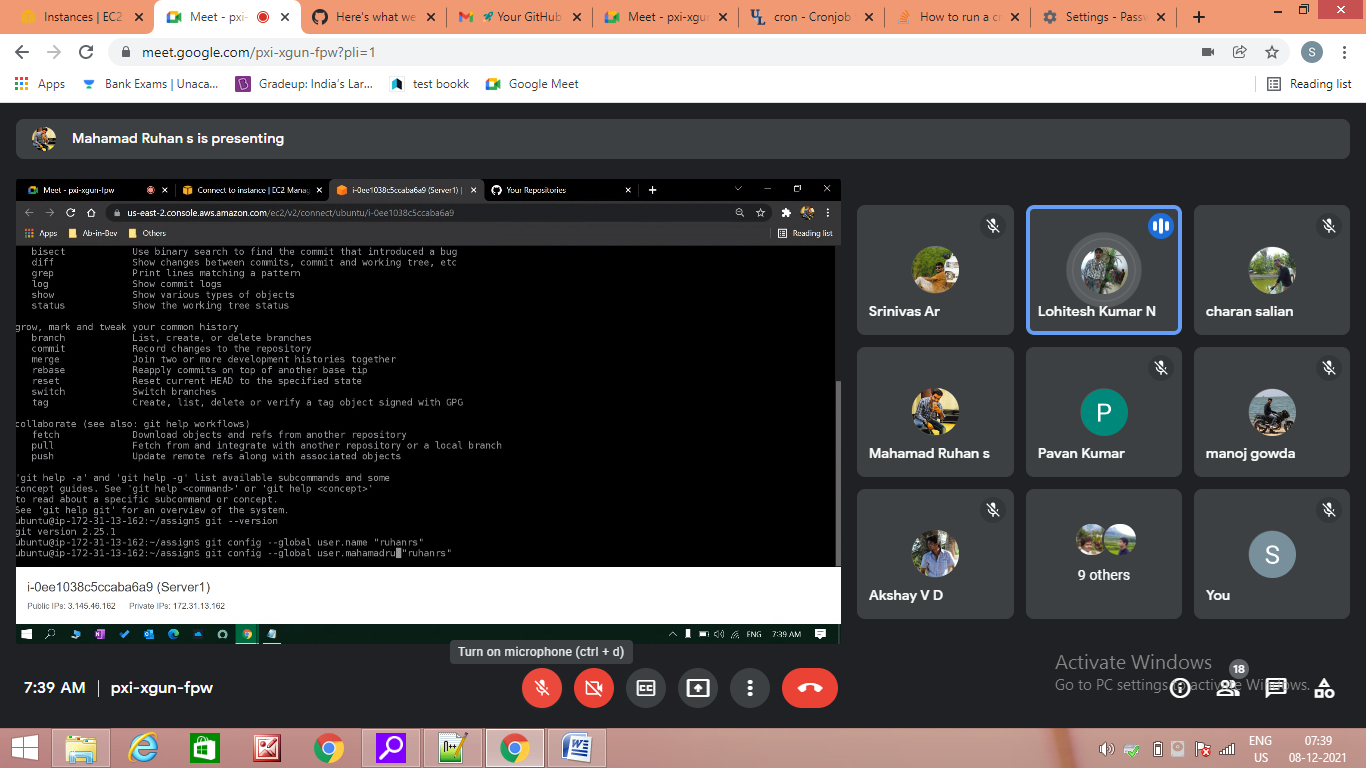 Instances | EC2
Meet - pxi-
Here's what we
Your GitHub
Meet - pxi-xgu
cron - Cronjob
How to run a cr
Settings - Pass
meet.google.com/pxi-xgun-fpw?pli=1
S
Apps
Bank Exams | Unaca...
Gradeup: India's Lar...
test bookk
Google Meet
Reading list
Mahamad Ruhan s is presenting
Meet - pxi-xgun-fpw
Connect to instance | EC2 Manag
i-0ee1038c5ccaba6a9 (Server1) |
Your Repositories
us-east-2.console.aws.amazon.com/ec2/v2/connect/ubuntu/i-0ee1038c5ccaba6a9
Apps
Ab-in-Bev
Others
Reading list
bisect Use binary search to find the commit that introduced a bug
diff Show changes between commits, commit and working tree, etc
grep Print lines matching a pattern
log Show commit logs
show Show various types of objects
status Show the working tree status
grow, mark and tweak your common history
branch List, create, or delete branches
commit Record changes to the repository
merge Join two or more development histories together
rebase Reapply commits on top of another base tip
reset Reset current HEAD to the specified state
switch Switch branches
tag Create, list, delete or verify a tag object signed with GPG
collaborate (see also: git help workflows)
fetch Download objects and refs from another repository
pull Fetch from and integrate with another repository or a local branch
push Update remote refs along with associated objects
'git help -a' and 'git help -g' list available subcommands and some
concept guides. See 'git help <command>' or 'git help <concept>'
to read about a specific subcommand or concept.
See 'git help git' for an overview of the system.
ubuntu@ip-172-31-13-162:~/assign$ git --version
git version 2.25.1
ubuntu@ip-172-31-13-162:~/assign$ git config --global user.name "ruhanrs"
ubuntu@ip-172-31-13-162:~/assign$ git config --global user.mahamadru "ruhanrs"
i-0ee1038c5ccaba6a9 (Server1)
Public IPs: 3.145.46.162 Private IPs: 172.31.13.162
ENG
7:39 AM
Srinivas Ar
Lohitesh Kumar N
charan salian
Mahamad Ruhan s
P
Pavan Kumar
manoj gowda
Akshay V D
9 others
S
You
Turn on microphone (ctrl + d)
7:39 AM | pxi-xgun-fpw
18
Activate Windows
Go to PC settings to activate Windows.
ENG
US
07:39
08-12-2021